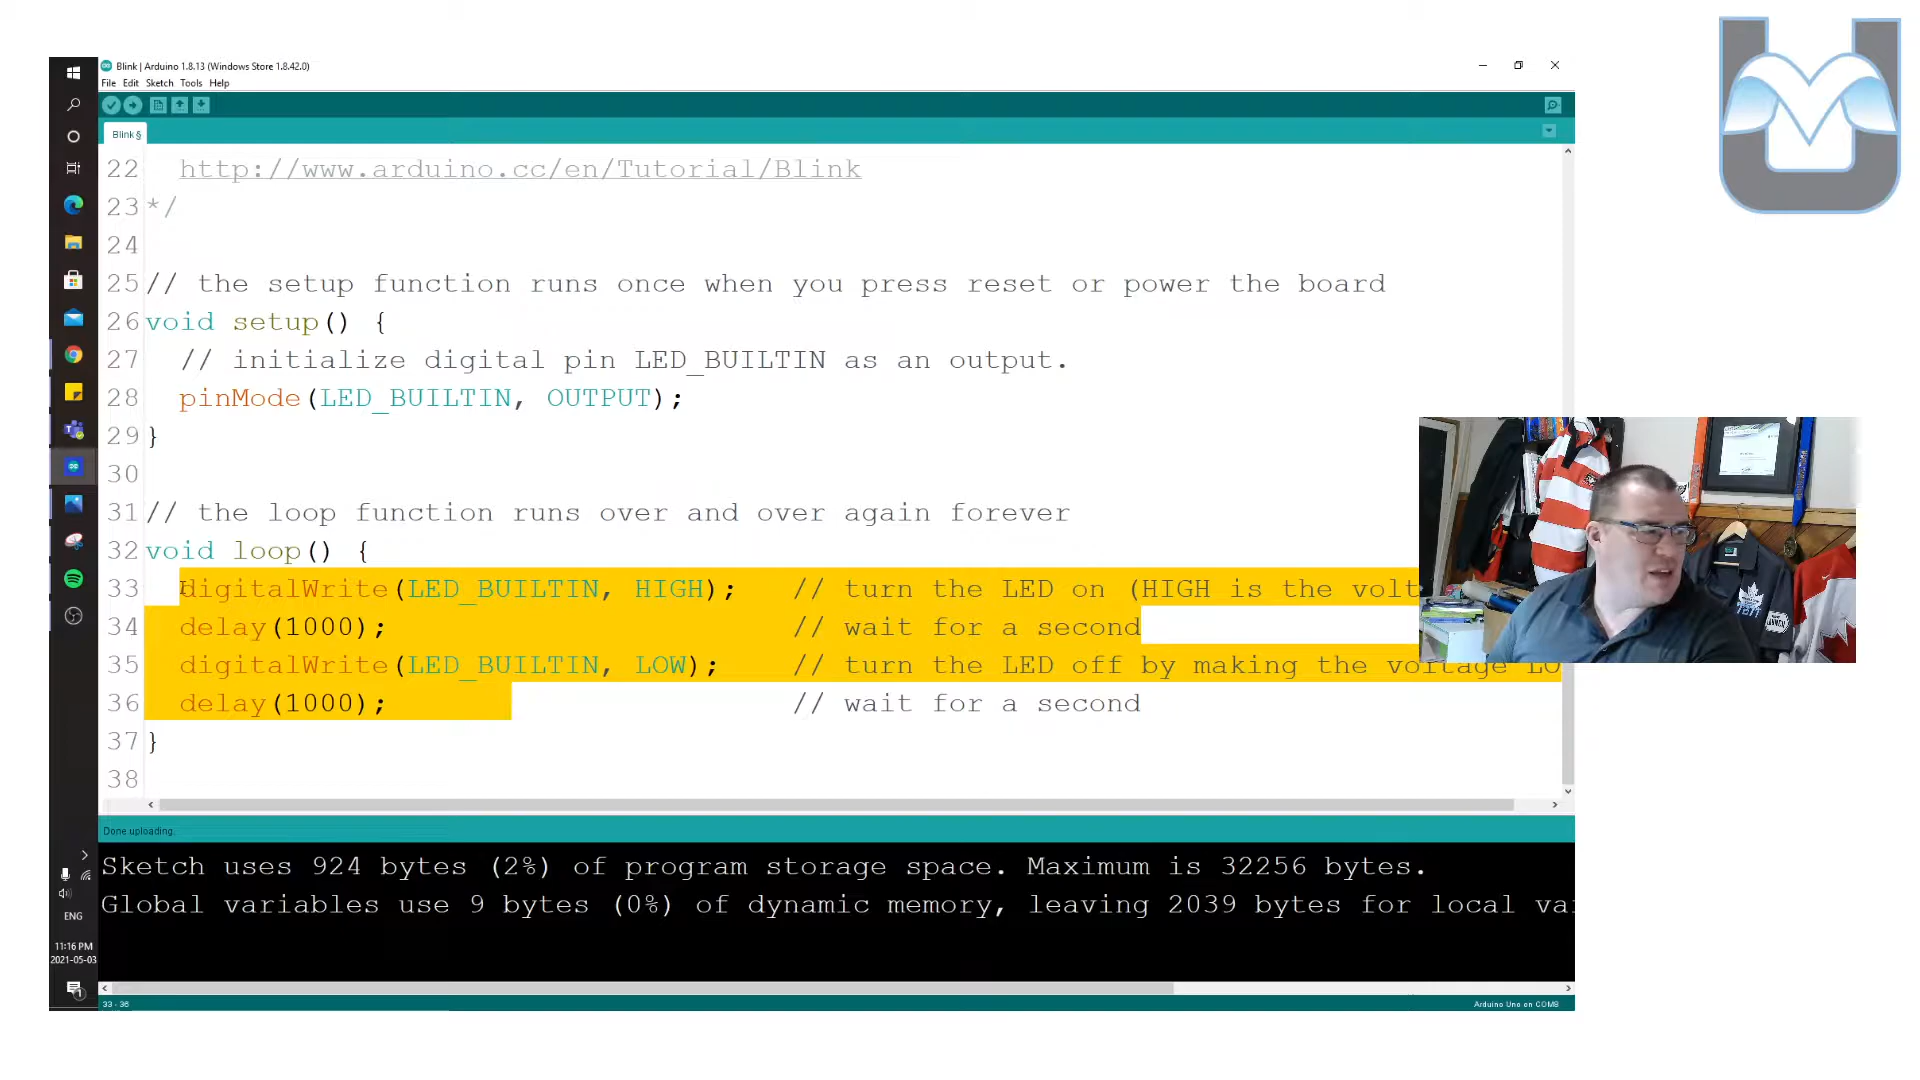 Blink | Arduino 1.8.13 (Windows Store 1.8.42.0)
File Edit Sketch Tools Help
Blink §
22 http://www.arduino.cc/en/Tutorial/Blink
23 */
24
25 // the setup function runs once when you press reset or power the board
26 void setup() {
27 // initialize digital pin LED_BUILTIN as an output.
28 pinMode(LED_BUILTIN, OUTPUT);
29 }
30
31 // the loop function runs over and over again forever
32 void loop() {
33 digitalWrite(LED_BUILTIN, HIGH); // turn the LED on (HIGH is the volt
34 delay(1000); // wait for a second
35 digitalWrite(LED_BUILTIN, LOW); // turn the LED off by making the voltage LO
36 delay(1000); // wait for a second
37 }
38
Done uploading.
Sketch uses 924 bytes (2%) of program storage space. Maximum is 32256 bytes.
Global variables use 9 bytes (0%) of dynamic memory, leaving 2039 bytes for local va
ENG
11:16 PM
2021-05-03
33 - 36
Arduino Uno on COM8